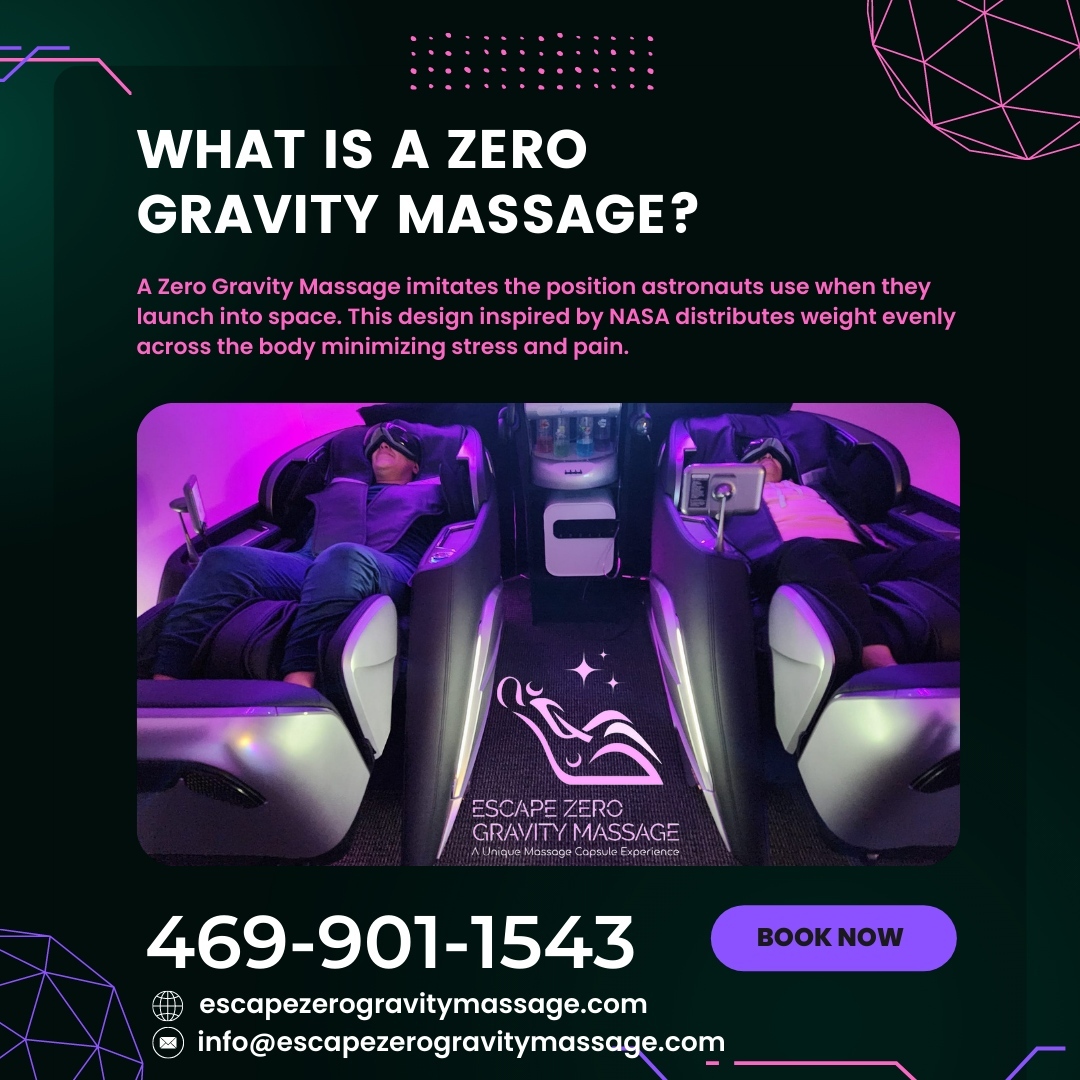 WHAT IS A ZERO
GRAVITY MASSAGE?
A Zero Gravity Massage imitates the position astronauts use when they
launch into space. This design inspired by NASA distributes weight evenly
across the body minimizing stress and pain.
ESCAPE ZERO
GRAVITY MASSAGE
A Unique Massage Capsule Experience
469-901-1543
BOOK NOW
escapezerogravitymassage.com
info@escapezerogravitymassage.com